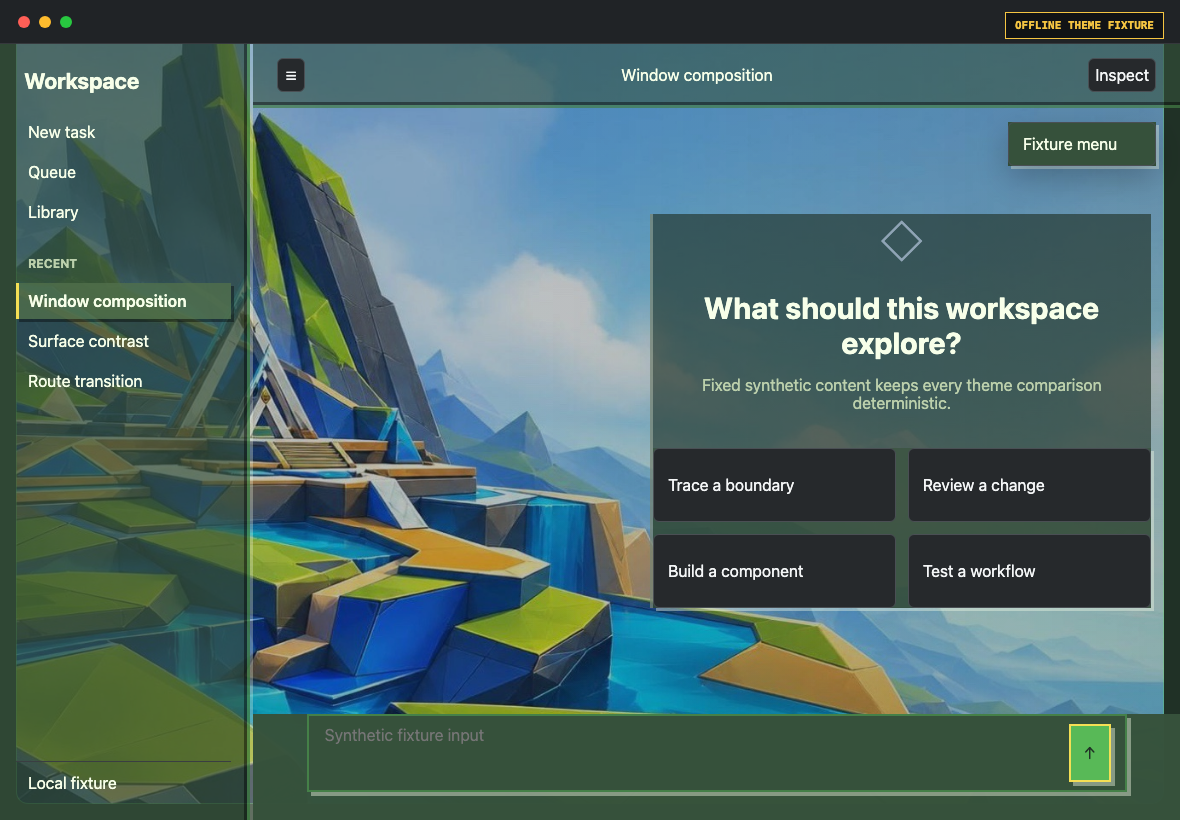 OFFLINE THEME FIXTURE
Workspace
New task
Queue
Library
RECENT
Window composition
Surface contrast
Route transition
Local fixture
Window composition
Inspect
Fixture menu
What should this workspace
explore?
Fixed synthetic content keeps every theme comparison
deterministic.
Trace a boundary
Review a change
Build a component
Test a workflow
Synthetic fixture input